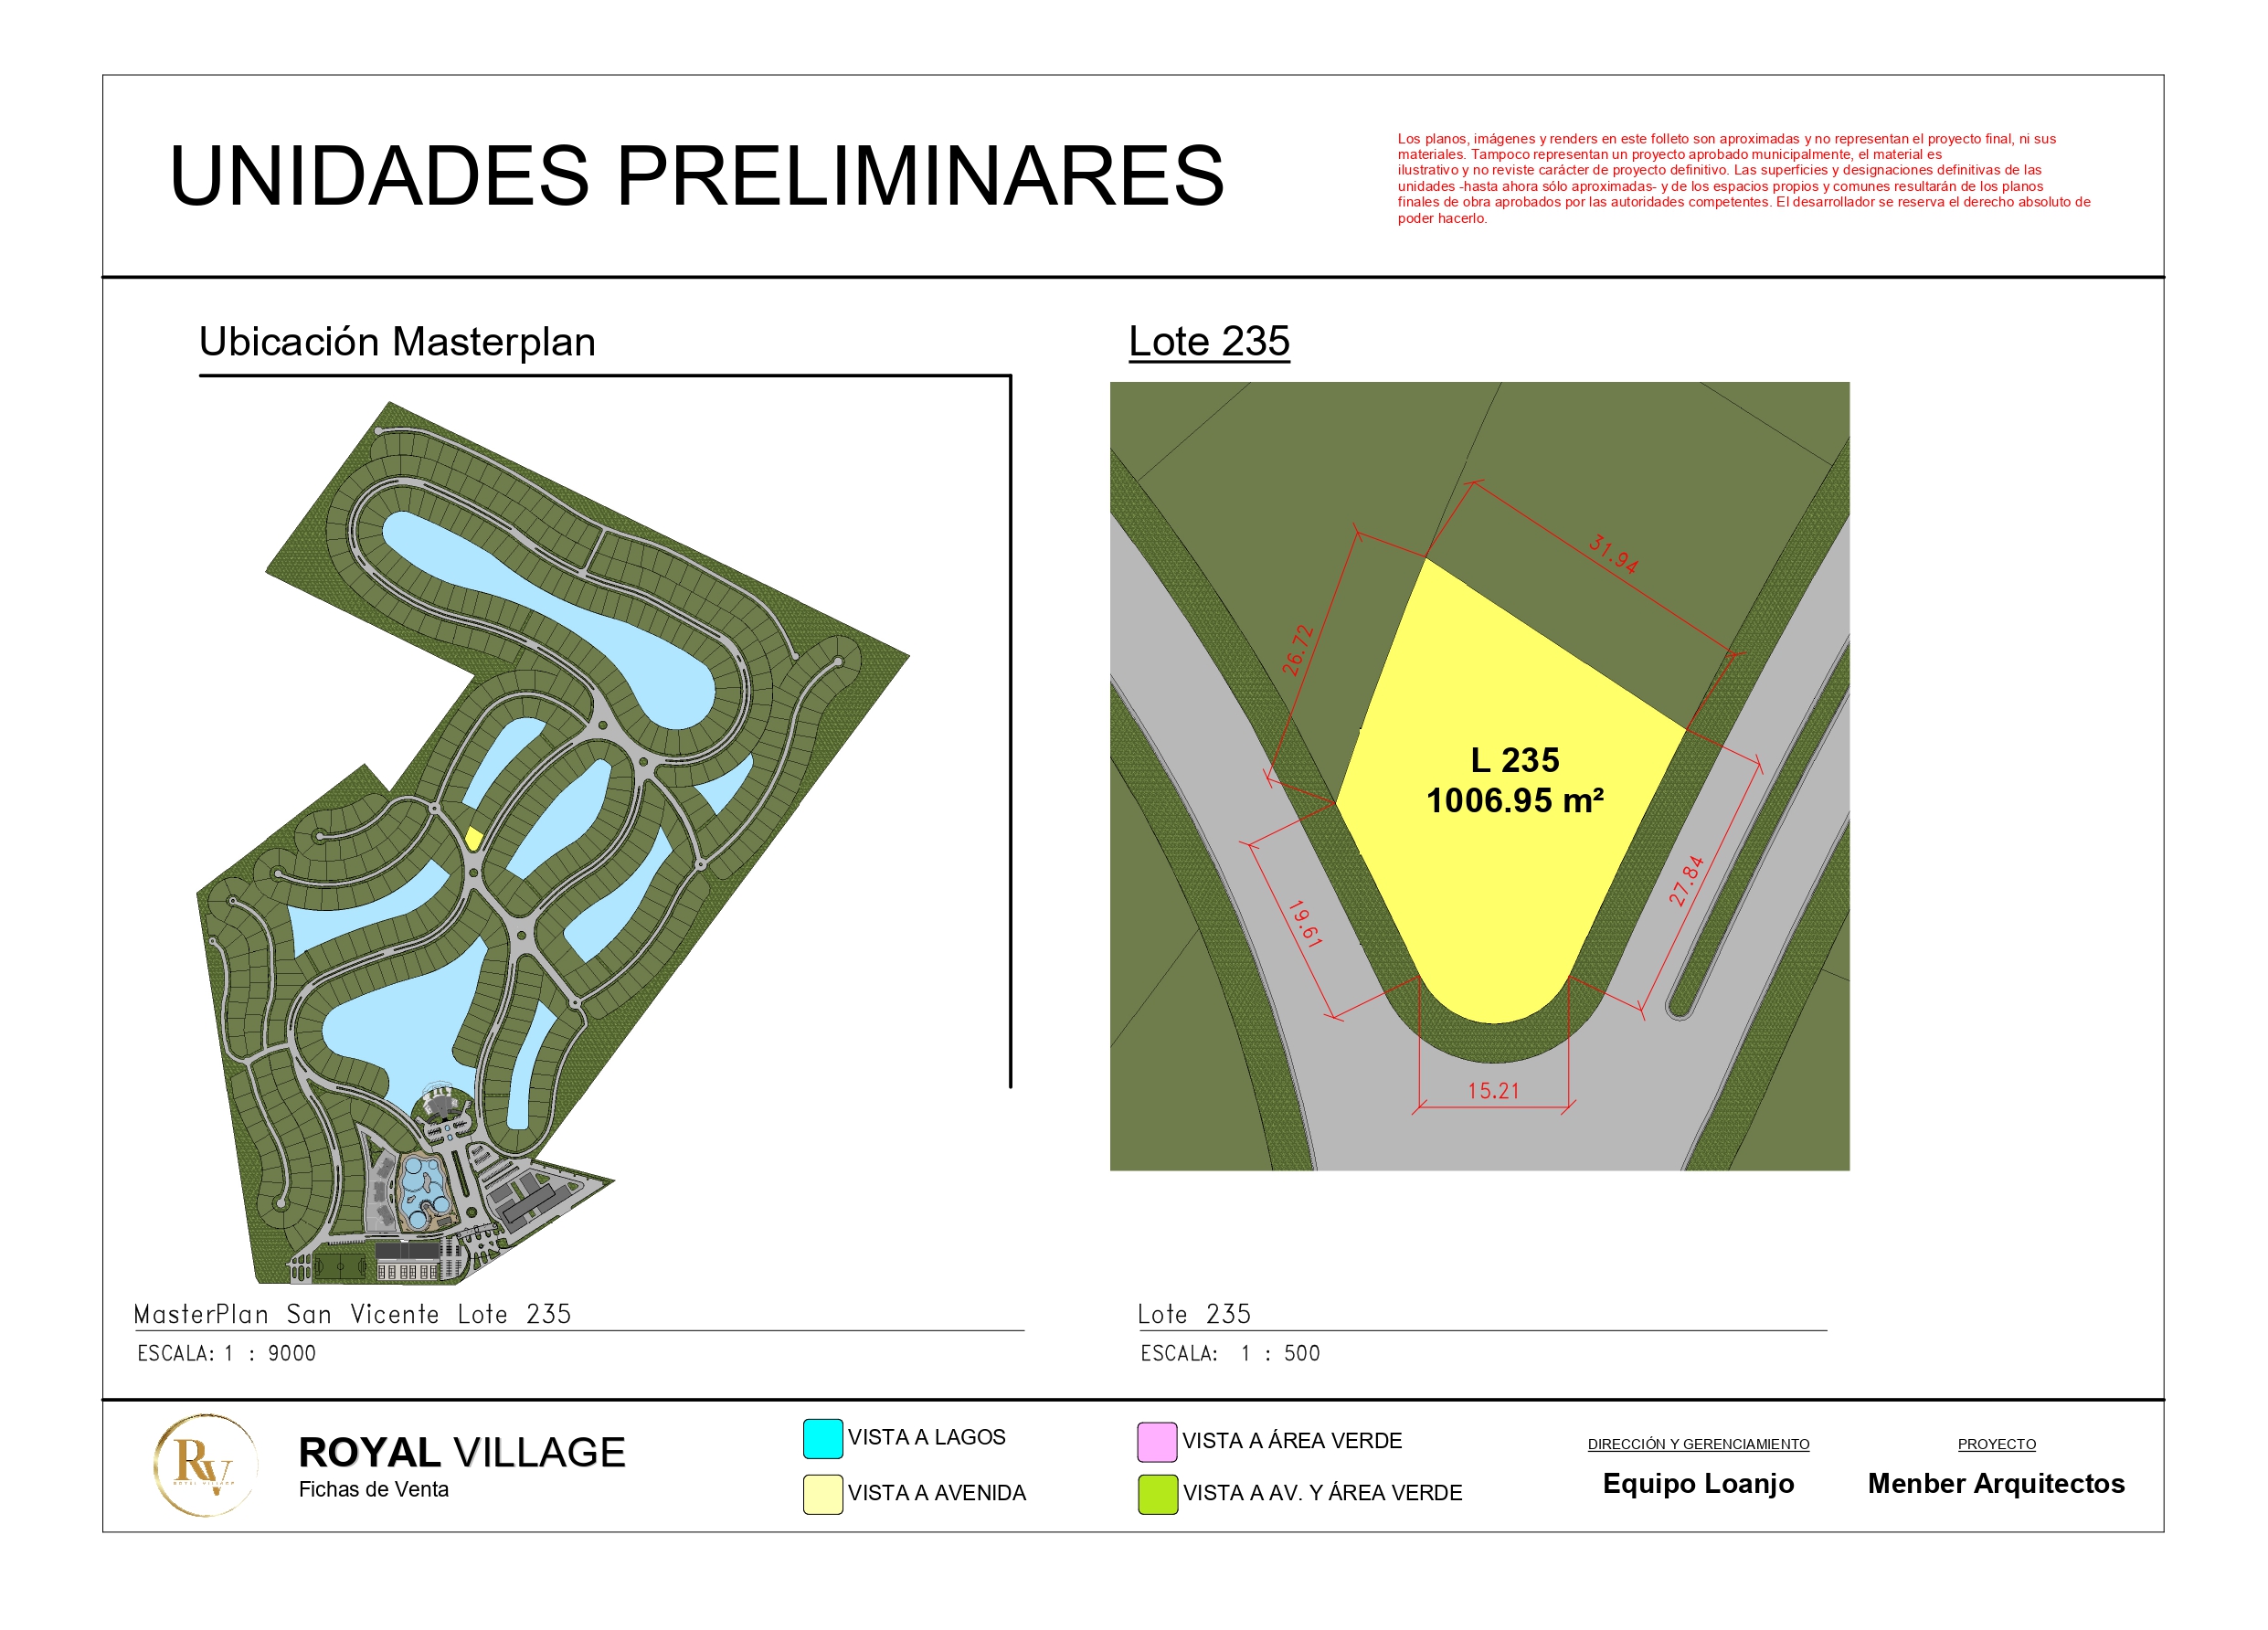 UNIDADES PRELIMINARES
Los planos, imágenes y renders en este folleto son aproximadas y no representan el proyecto final, ni sus
materiales. Tampoco representan un proyecto aprobado municipalmente, el material es
ilustrativo y no reviste carácter de proyecto definitivo. Las superficies y designaciones definitivas de las
unidades -hasta ahora sólo aproximadas- y de los espacios propios y comunes resultarán de los planos
finales de obra aprobados por las autoridades competentes. El desarrollador se reserva el derecho absoluto de
poder hacerlo.
Ubicación Masterplan
Lote 235
31.94
26.72
L 235
1006.95 m²
27.84
19.61
15.21
MasterPlan San Vicente Lote 235
ESCALA: 1 : 9000
Lote 235
ESCALA: 1 : 500
RV
ROYAL VILLAGE
ROYAL VILLAGE
Fichas de Venta
VISTA A LAGOS
VISTA A AVENIDA
VISTA A ÁREA VERDE
VISTA A AV. Y ÁREA VERDE
DIRECCIÓN Y GERENCIAMIENTO
Equipo Loanjo
PROYECTO
Menber Arquitectos